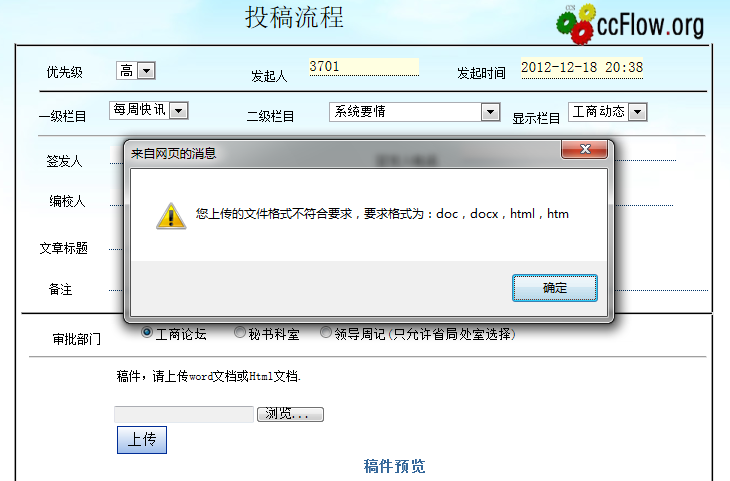 投稿流程
ccFlow.org
优先级 高 发起人 3701 发起时间 2012-12-18 20:38
一级栏目 每周快讯 二级栏目 系统要情 显示栏目 工商动态
来自网页的消息
签发人
编校人
您上传的文件格式不符合要求，要求格式为：doc，docx，html，htm
文章标题
备注 确定
审批部门 工商论坛 秘书科室 领导周记(只允许省局处室选择)
稿件，请上传word文档或Html文档.
浏览...
上传
稿件预览